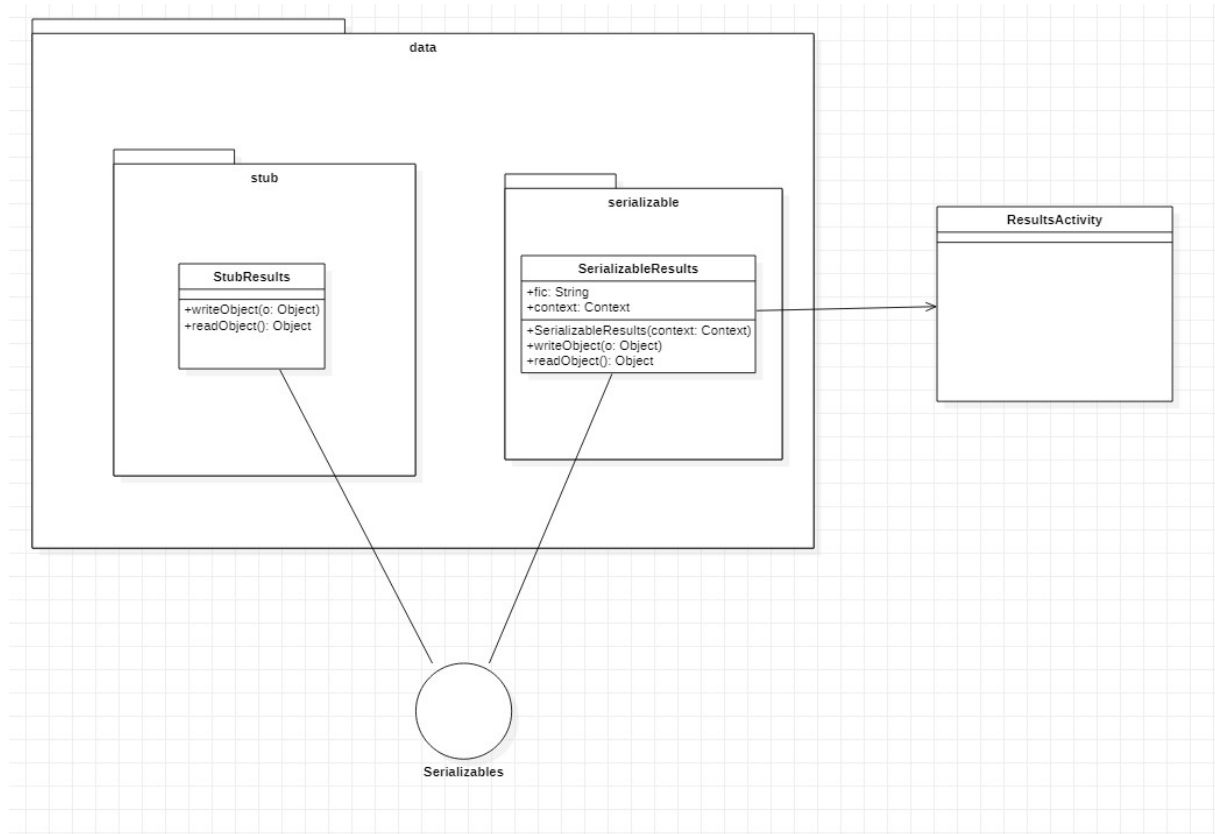 data
stub
StubResults
+writeObject(o: Object)
+readObject(): Object
serializable
SerializableResults
+fic: String
+context: Context
+SerializableResults(context: Context)
+writeObject(o: Object)
+readObject(): Object
ResultsActivity
Serializables